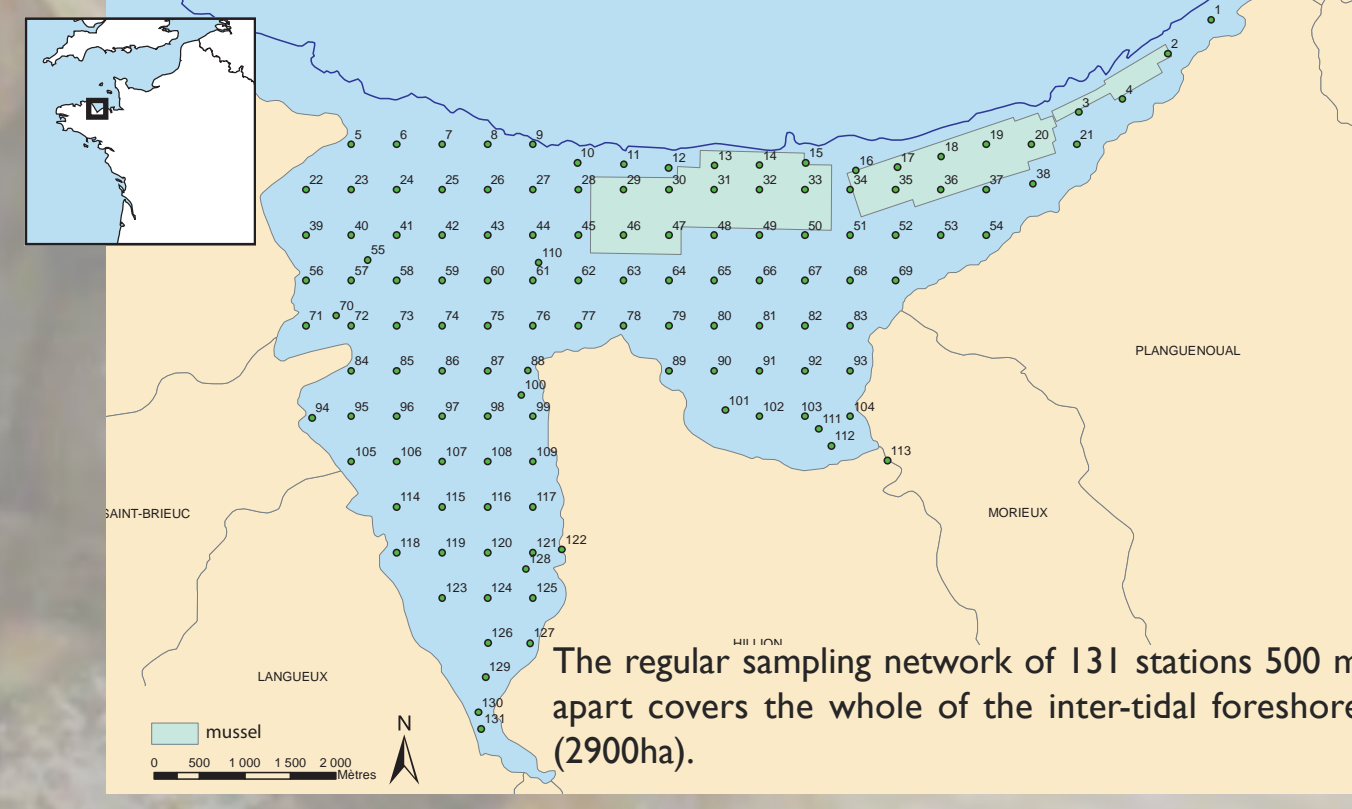 1
2
3 4
5 6 7 8 9 10 11 12 13 14 15 16 17 18 19 20 21
22 23 24 25 26 27 28 29 30 31 32 33 34 35 36 37 38
39 40 41 42 43 44 45 46 47 48 49 50 51 52 53 54
55 110
56 57 58 59 60 61 62 63 64 65 66 67 68 69
70
71 72 73 74 75 76 77 78 79 80 81 82 83
PLANGUENOUAL
84 85 86 87 88 89 90 91 92 93
100
94 95 96 97 98 99 101 102 103 104
111
112
105 106 107 108 109 113
114 115 116 117
SAINT-BRIEUC MORIEUX
118 119 120 121 122
128
123 124 125
126 127
HILLION
The regular sampling network of 131 stations 500 m
apart covers the whole of the inter-tidal foreshore
(2900ha).
129
LANGUEUX
130
131
mussel
N
0 500 1 000 1 500 2 000
Mètres